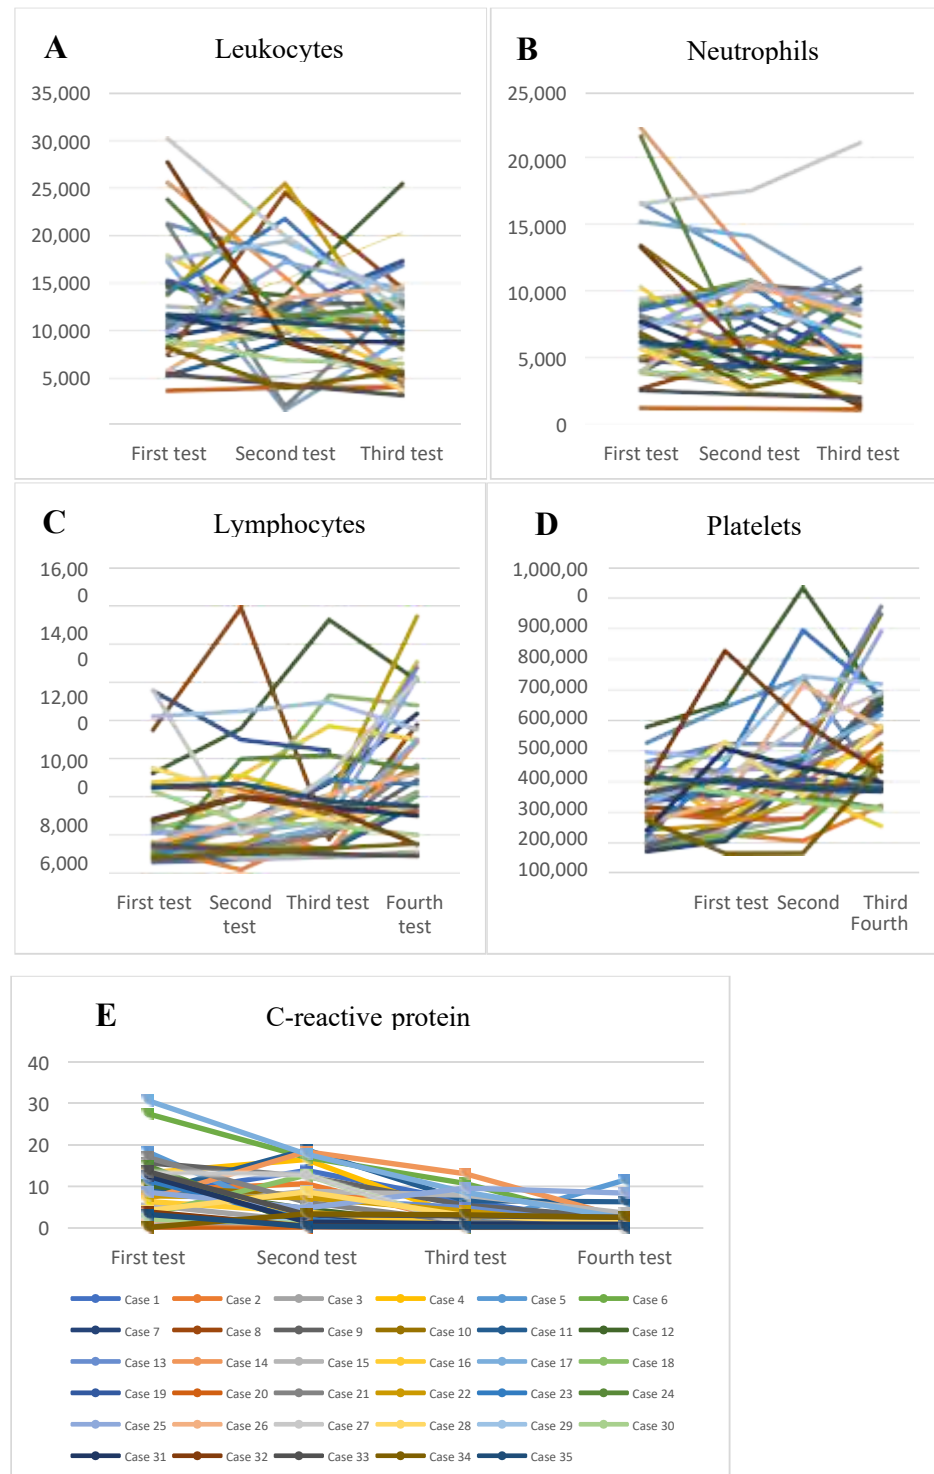 A Leukocytes
35,000
30,000
25,000
20,000
15,000
10,000
5,000
First test Second test Third test
B Neutrophils
25,000
20,000
15,000
10,000
5,000
0
First test Second test Third test
C Lymphocytes
16,00
0
14,00
0
12,00
0
10,00
0
8,000
6,000
First test Second Third test Fourth
test test
D Platelets
1,000,00
0
900,000
800,000
700,000
600,000
500,000
400,000
300,000
200,000
100,000
First test Second Third
Fourth
E C-reactive protein
40
30
20
10
0
First test Second test Third test Fourth test
Case 1 Case 2 Case 3 Case 4 Case 5 Case 6
Case 7 Case 8 Case 9 Case 10 Case 11 Case 12
Case 13 Case 14 Case 15 Case 16 Case 17 Case 18
Case 19 Case 20 Case 21 Case 22 Case 23 Case 24
Case 25 Case 26 Case 27 Case 28 Case 29 Case 30
Case 31 Case 32 Case 33 Case 34 Case 35